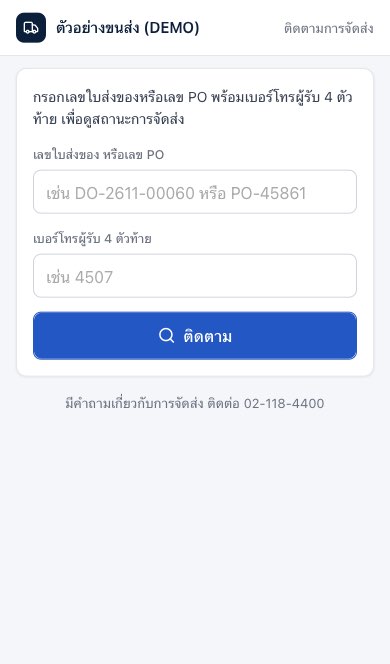 ตัวอย่างขนส่ง (DEMO)
ติดตามการจัดส่ง
กรอกเลขใบส่งของหรือเลข PO พร้อมเบอร์โทรผู้รับ 4 ตัว
ท้าย เพื่อดูสถานะการจัดส่ง
เลขใบส่งของ หรือเลข PO
เช่น DO-2611-00060 หรือ PO-45861
เบอร์โทรผู้รับ 4 ตัวท้าย
เช่น 4507
ติดตาม
มีคำถามเกี่ยวกับการจัดส่ง ติดต่อ 02-118-4400